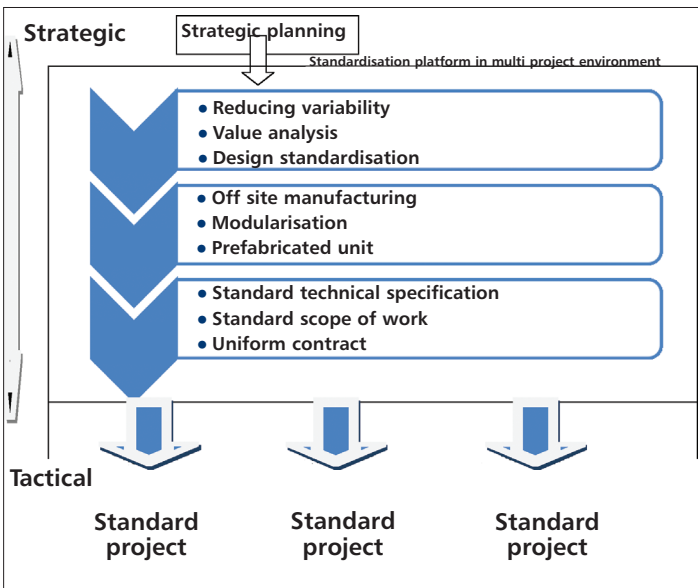 Strategic
Strategic planning
Standardisation platform in multi project environment
• Reducing variability
• Value analysis
• Design standardisation
• Off site manufacturing
• Modularisation
• Prefabricated unit
• Standard technical specification
• Standard scope of work
• Uniform contract
Tactical
Standard
project
Standard
project
Standard
project